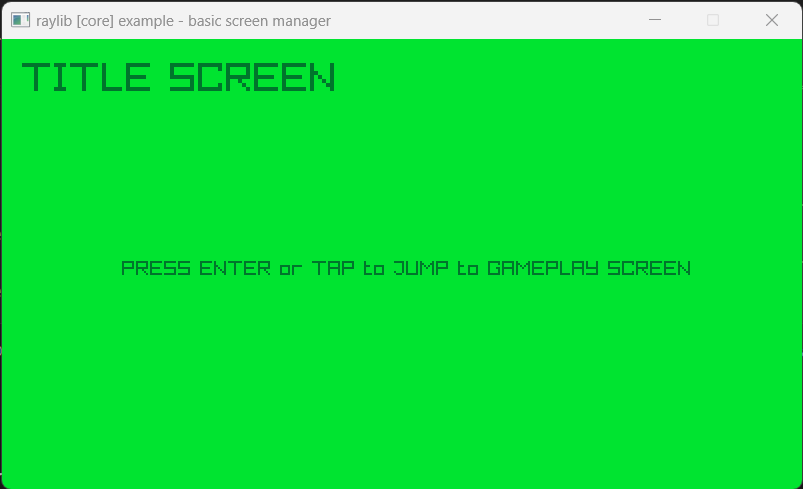 raylib [core] example - basic screen manager
TITLE SCREEN
PRESS ENTER or TAP to JUMP to GAMEPLAY SCREEN